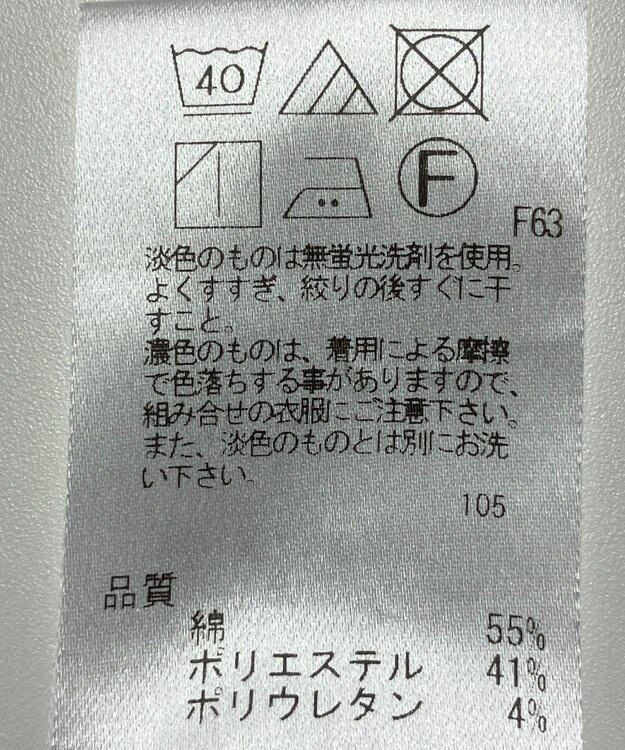 40
F
F63
淡色のものは無蛍光洗剤を使用。
よくすすぎ、絞りの後すぐに干
すこと。
濃色のものは、着用による摩擦
で色落ちする事がありますので、
組み合せの衣服にご注意下さい。
また、淡色のものとは別にお洗
い下さい。
105
品質
綿 55%
ポリエステル 41%
ポリウレタン 4%